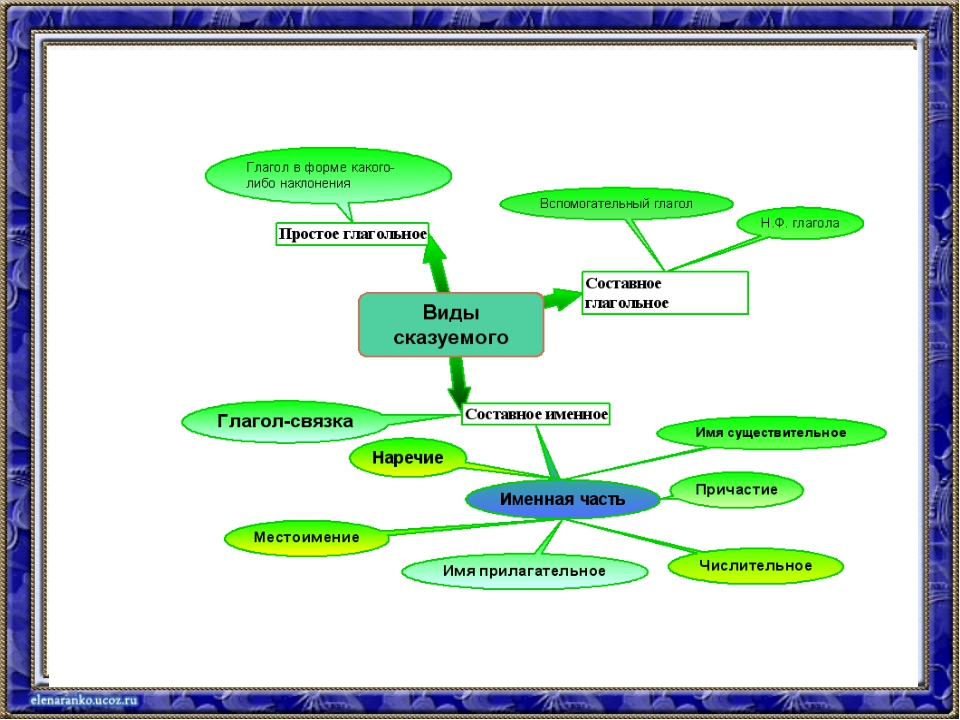 Глагол в форме какого-
либо наклонения
Вспомогательный глагол
Н.Ф. глагола
Простое глагольное
Составное
глагольное
Виды
сказуемого
Составное именное
Глагол-связка
Имя существительное
Наречие
Именная часть
Причастие
Местоимение
Имя прилагательное
Числительное
elenaranko.ucoz.ru